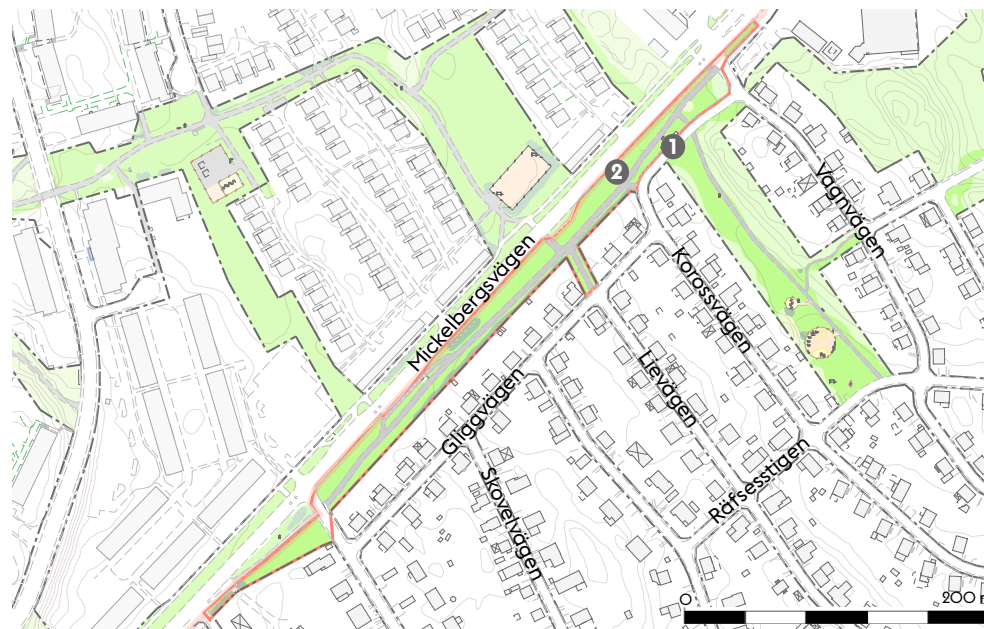 1
2
Vagnvägen
Mickelbergsvägen
Korossvägen
Lievägen
Gliggvägen
Skovelvägen
Räfsesstigen
0
200 m